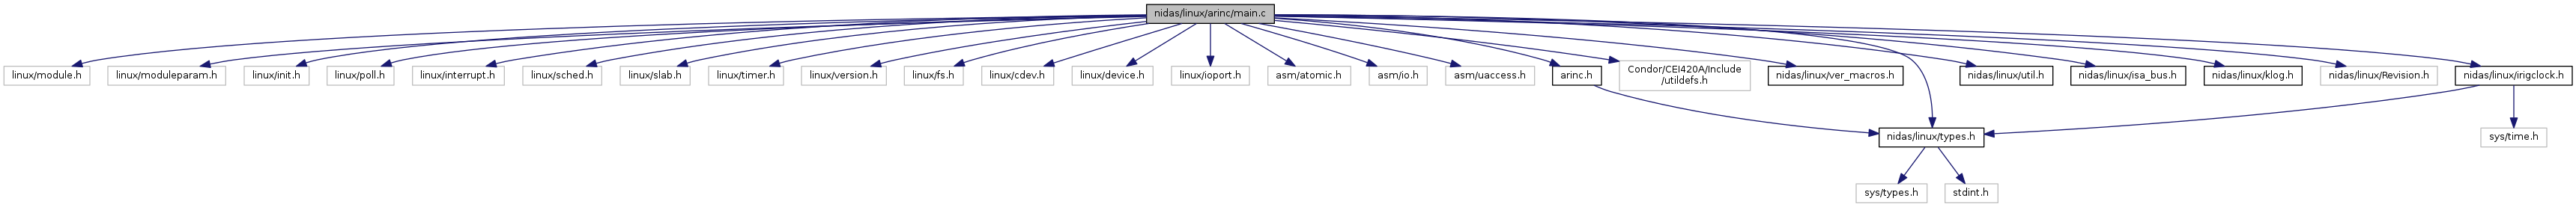 nidas/linux/arinc/main.c
linux/module.h
linux/moduleparam.h
linux/init.h
linux/poll.h
linux/interrupt.h
linux/sched.h
linux/slab.h
linux/timer.h
linux/version.h
linux/fs.h
linux/cdev.h
linux/device.h
linux/ioport.h
asm/atomic.h
asm/io.h
asm/uaccess.h
arinc.h
Condor/CEI420A/Include
/utildefs.h
nidas/linux/ver_macros.h
nidas/linux/util.h
nidas/linux/isa_bus.h
nidas/linux/klog.h
nidas/linux/Revision.h
nidas/linux/irigclock.h
nidas/linux/types.h
sys/time.h
sys/types.h
stdint.h